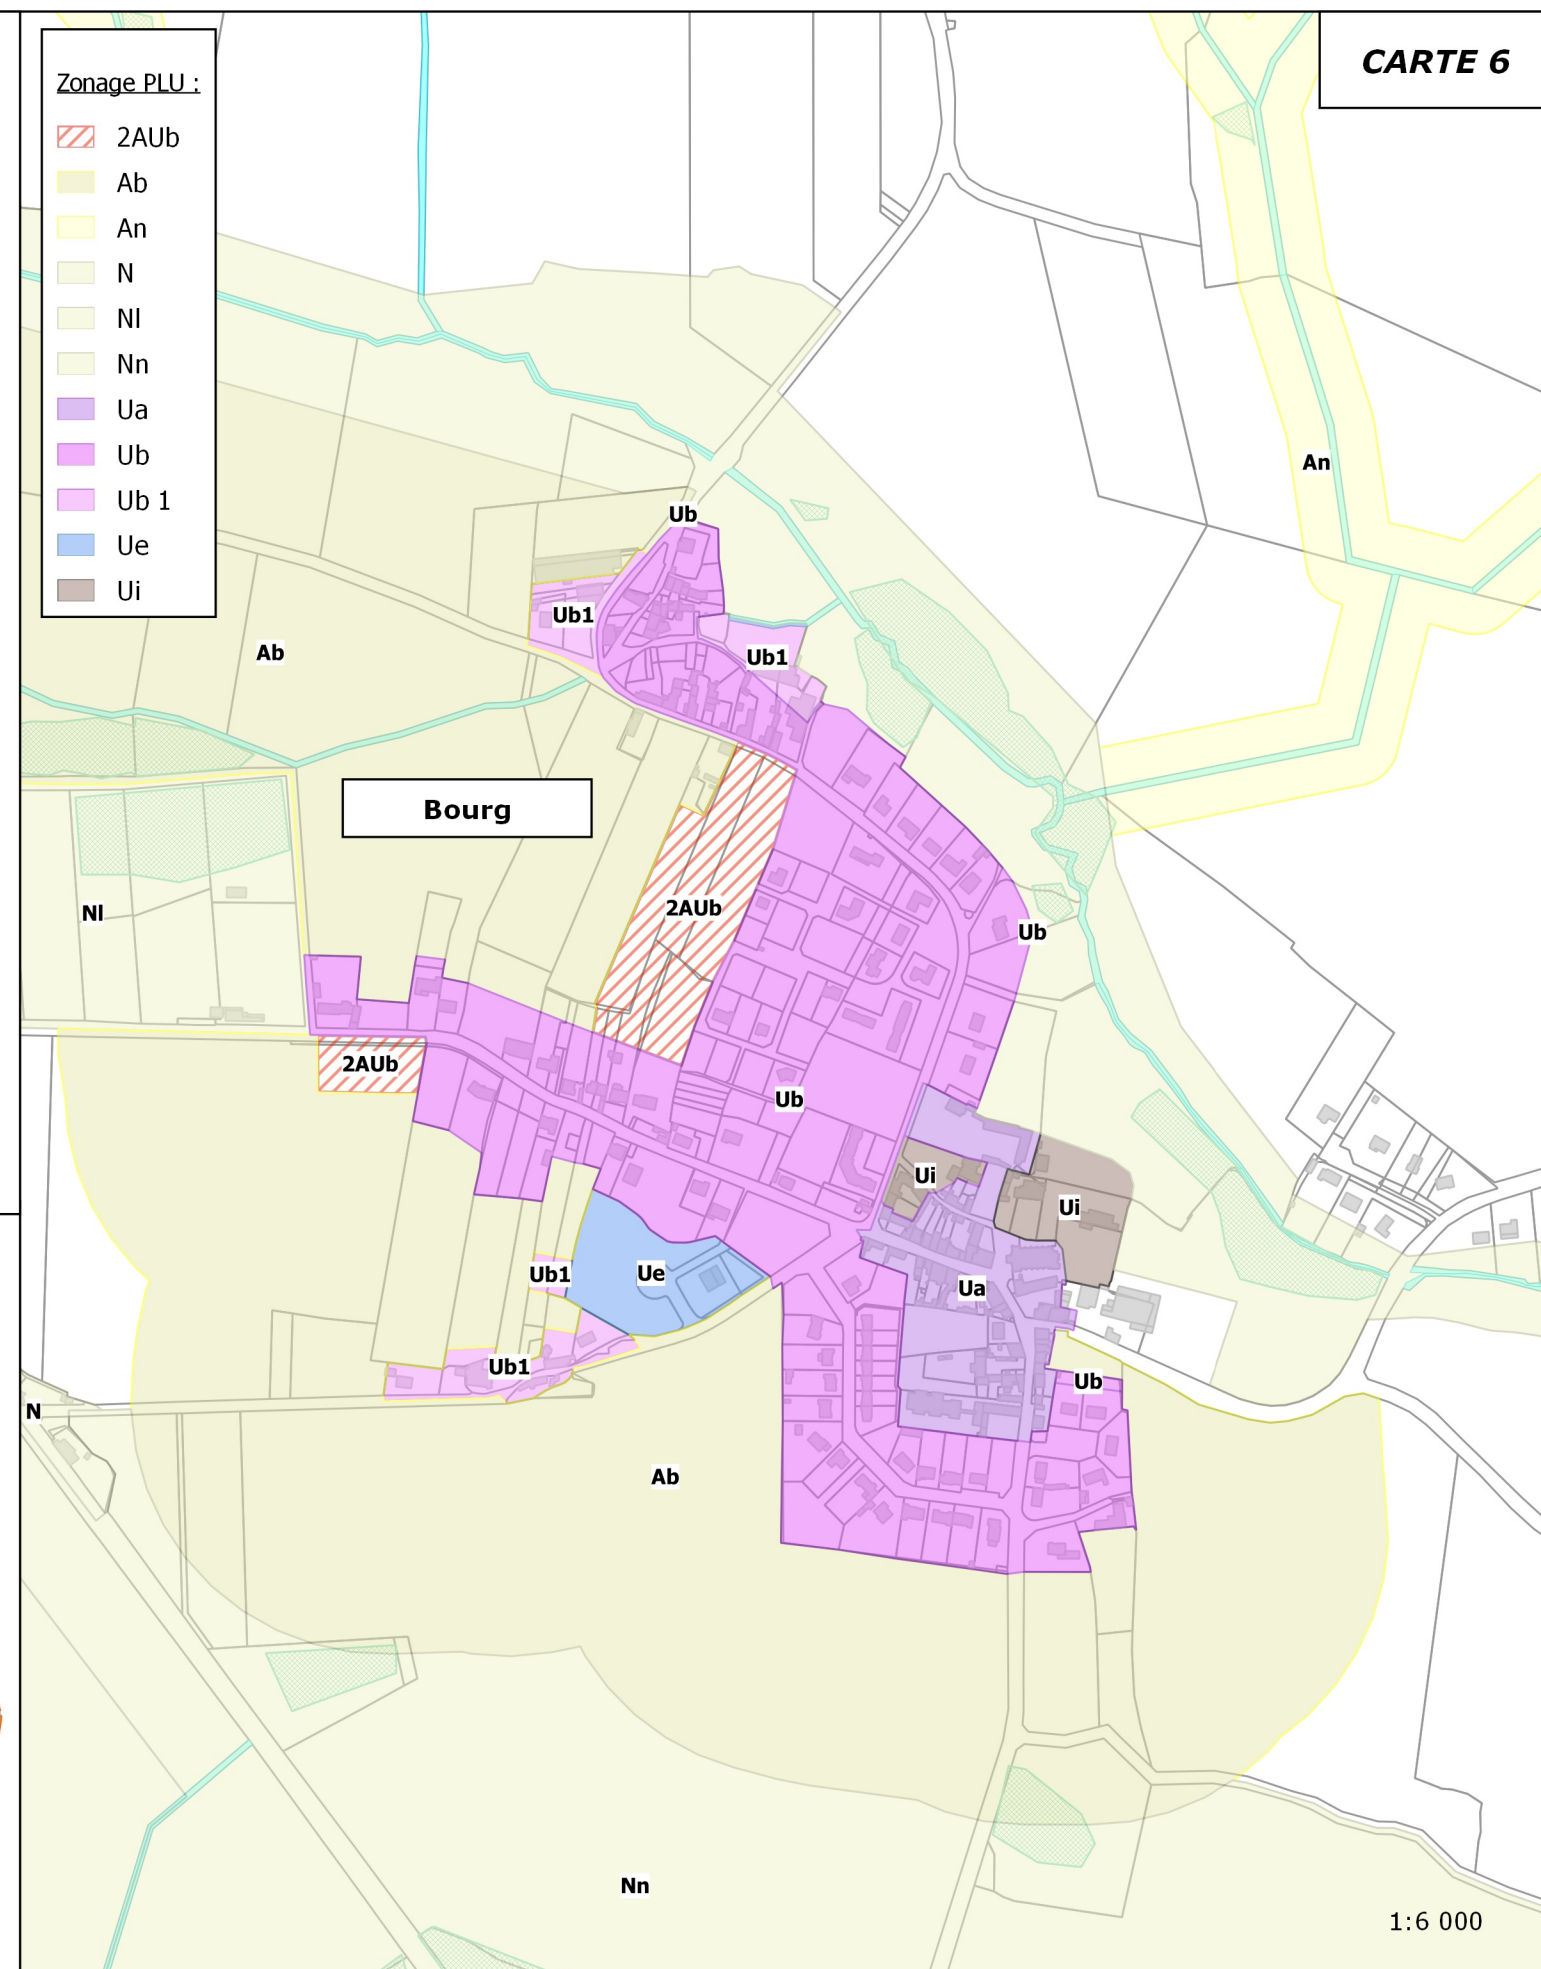 CARTE 6
Zonage PLU :
2AUb
Ab
An
N
Nl
Nn
Ua
Ub
Ub 1
Ue
Ui
An
Ub
Ub1
Ab
Ub1
Bourg
2AUb
Nl
Ub
2AUb
Ub
Ui
Ui
Ub1
Ue
Ua
Ub1
Ub
N
Ab
Nn
1:6 000